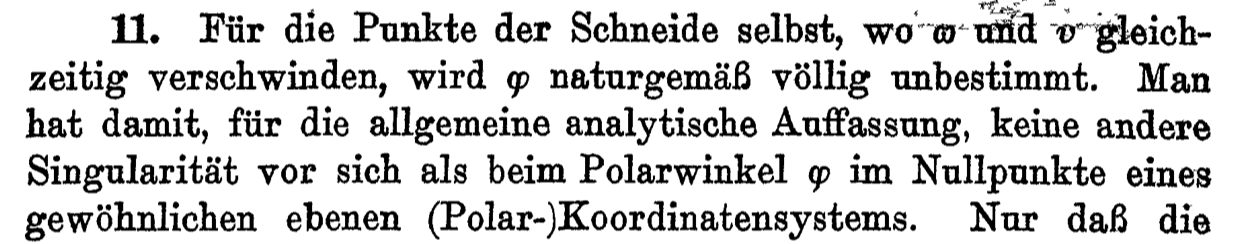 11. Für die Punkte der Schneide selbst, wo ϖ und v gleich-
zeitig verschwinden, wird φ naturgemäß völlig unbestimmt. Man
hat damit, für die allgemeine analytische Auffassung, keine andere
Singularität vor sich als beim Polarwinkel φ im Nullpunkte eines
gewöhnlichen ebenen (Polar-)Koordinatensystems. Nur daß die